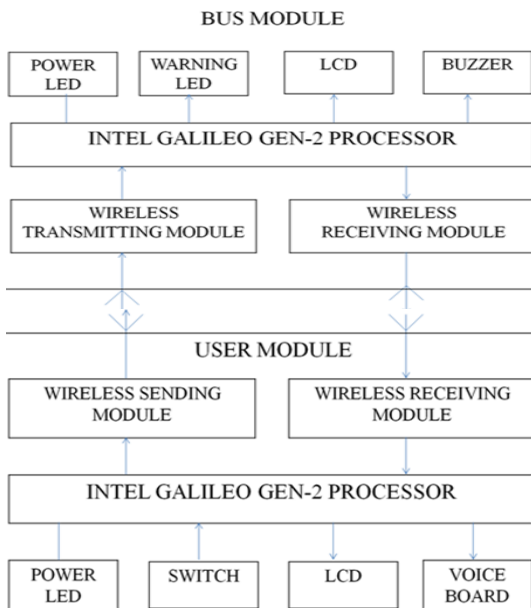 BUS MODULE
POWER
LED
WARNING
LED
LCD
BUZZER
INTEL GALILEO GEN-2 PROCESSOR
WIRELESS
TRANSMITTING MODULE
WIRELESS
RECEIVING MODULE
USER MODULE
WIRELESS SENDING
MODULE
WIRELESS RECEIVING
MODULE
INTEL GALILEO GEN-2 PROCESSOR
POWER
LED
SWITCH
LCD
VOICE
BOARD